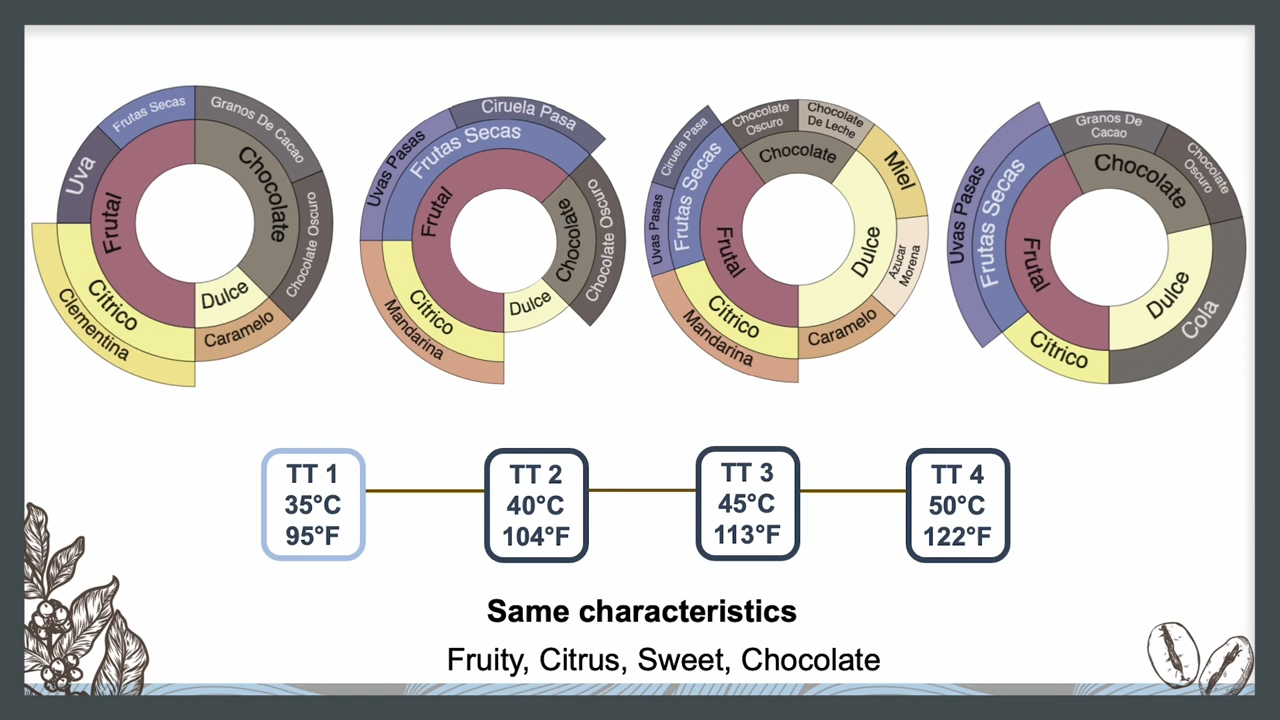 Frutas Secas
Granos De Cacao
Uva
Frutal
Chocolate
Chocolate Oscuro
Cítrico
Clementina
Dulce
Caramelo
Ciruela Pasa
Uvas Pasas
Frutas Secas
Frutal
Chocolate
Chocolate Oscuro
Cítrico
Mandarina
Dulce
Ciruela Pasa
Chocolate
Oscuro
Chocolate
De Leche
Uvas Pasas
Frutas Secas
Chocolate
Miel
Frutal
Dulce
Azucar
Morena
Cítrico
Mandarina
Caramelo
Uvas Pasas
Frutas Secas
Granos De
Cacao
Chocolate
Oscuro
Chocolate
Frutal
Dulce
Cola
Cítrico
TT 1
35°C
95°F
TT 2
40°C
104°F
TT 3
45°C
113°F
TT 4
50°C
122°F
Same characteristics
Fruity, Citrus, Sweet, Chocolate